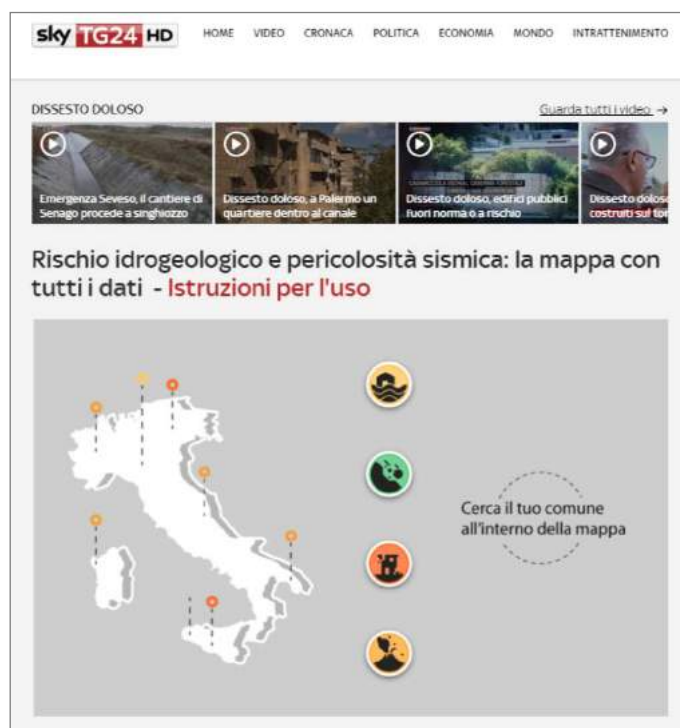 sky TG24 HD
HOME VIDEO CRONACA POLITICA ECONOMIA MONDO INTRATTENIMENTO
DISSESTO DOLOSO
Guarda tutti i video →
Emergenza Seveso, il cantiere di
Senago procede a singhiozzo
Dissesto doloso, a Palermo un
quartiere dentro al canale
Dissesto doloso, edifici pubblici
fuori norma o a rischio
Dissesto
costruiti sul
Rischio idrogeologico e pericolosità sismica: la mappa con
tutti i dati - Istruzioni per l'uso
Cerca il tuo comune
all'interno della mappa